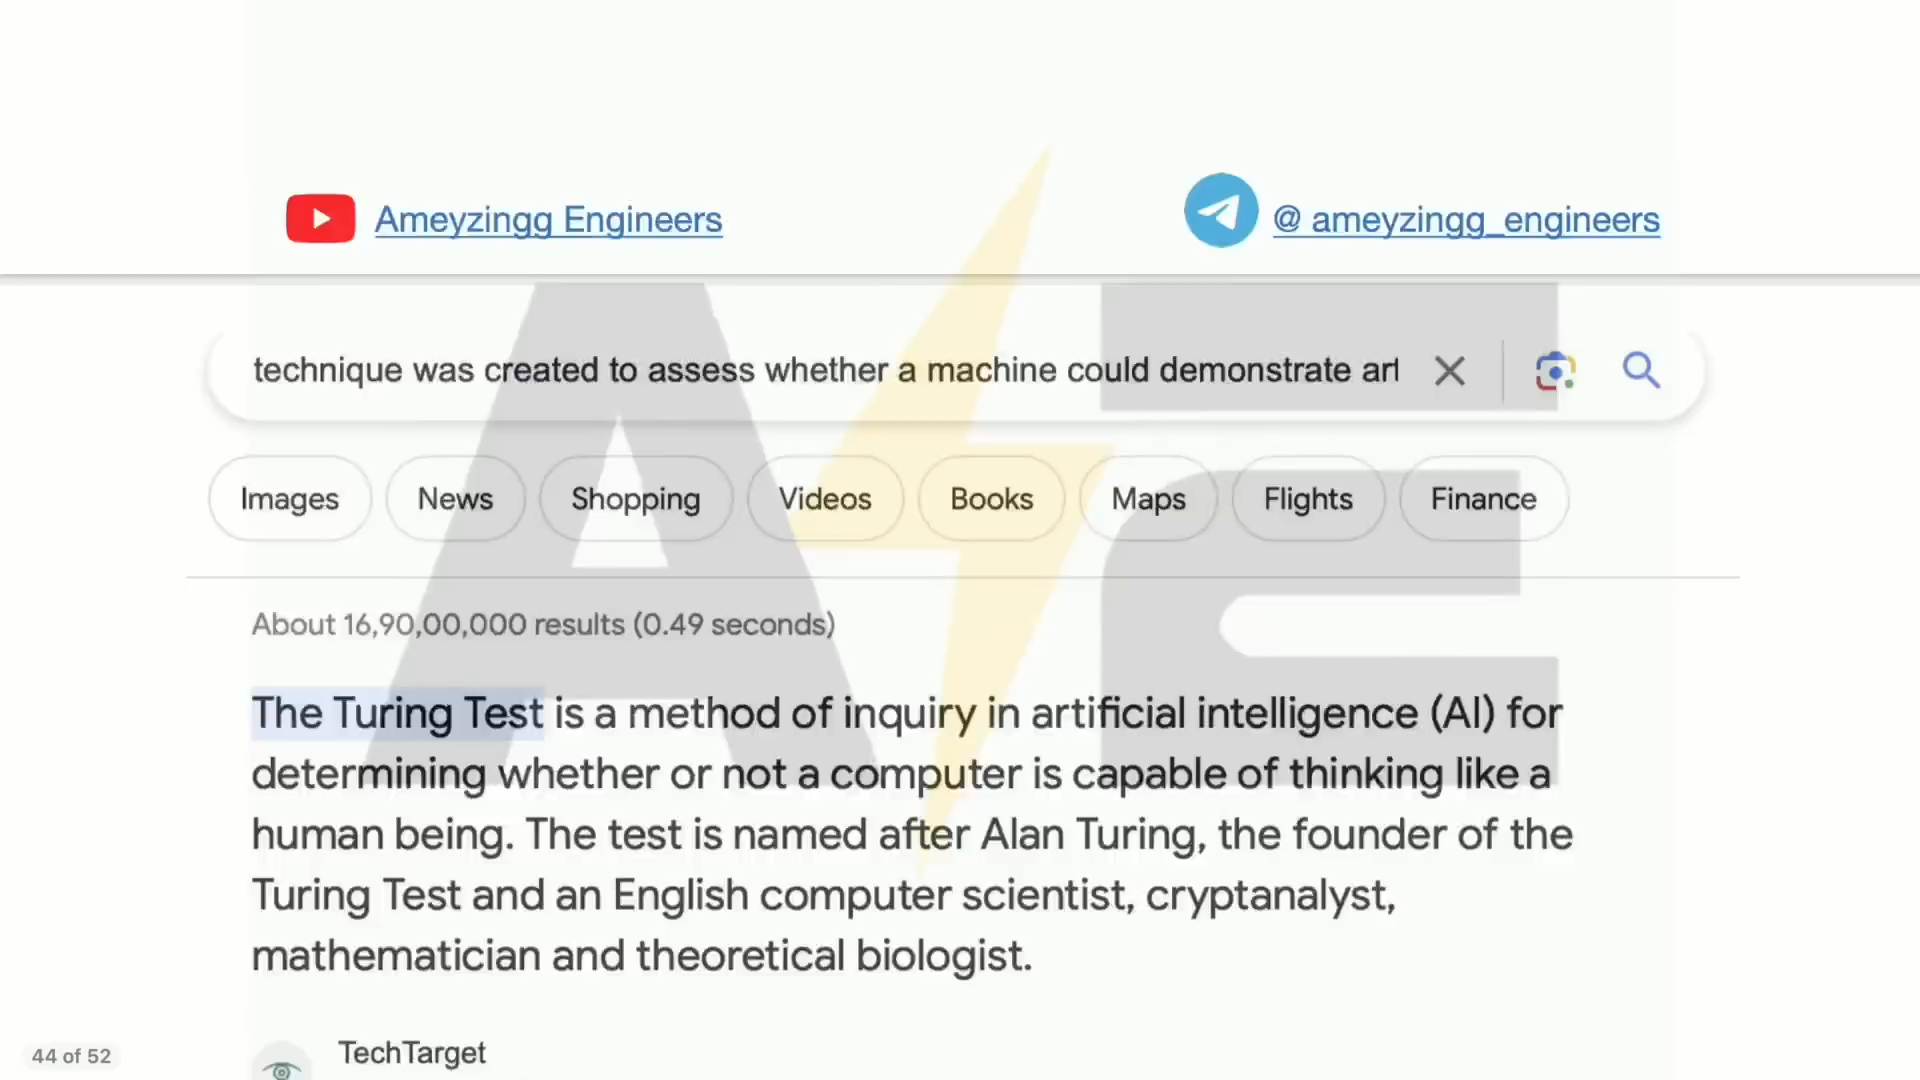 Ameyzingg Engineers
@ ameyzingg_engineers
technique was created to assess whether a machine could demonstrate art
Images News Shopping Videos Books Maps Flights Finance
About 16,90,00,000 results (0.49 seconds)
The Turing Test is a method of inquiry in artificial intelligence (AI) for
determining whether or not a computer is capable of thinking like a
human being. The test is named after Alan Turing, the founder of the
Turing Test and an English computer scientist, cryptanalyst,
mathematician and theoretical biologist.
TechTarget
44 of 52